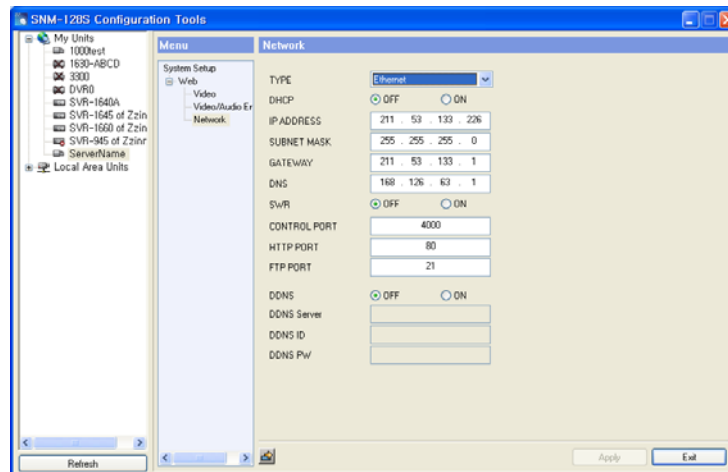 SNM-128S Configuration Tools
My Units
1000test
1630-ABCD
3300
DVR0
SVR-1640A
SVR-1645 of Zzin
SVR-1660 of Zzin
SVR-945 of Zzinr
ServerName
Local Area Units
Refresh
Menu
System Setup
Web
Video
Video/Audio Er
Network
Network
TYPE Ethernet
DHCP OFF ON
IP ADDRESS 211 . 53 . 133 . 226
SUBNET MASK 255 . 255 . 255 . 0
GATEWAY 211 . 53 . 133 . 1
DNS 168 . 126 . 63 . 1
SWR OFF ON
CONTROL PORT 4000
HTTP PORT 80
FTP PORT 21
DDNS OFF ON
DDNS Server
DDNS ID
DDNS PW
Apply Exit